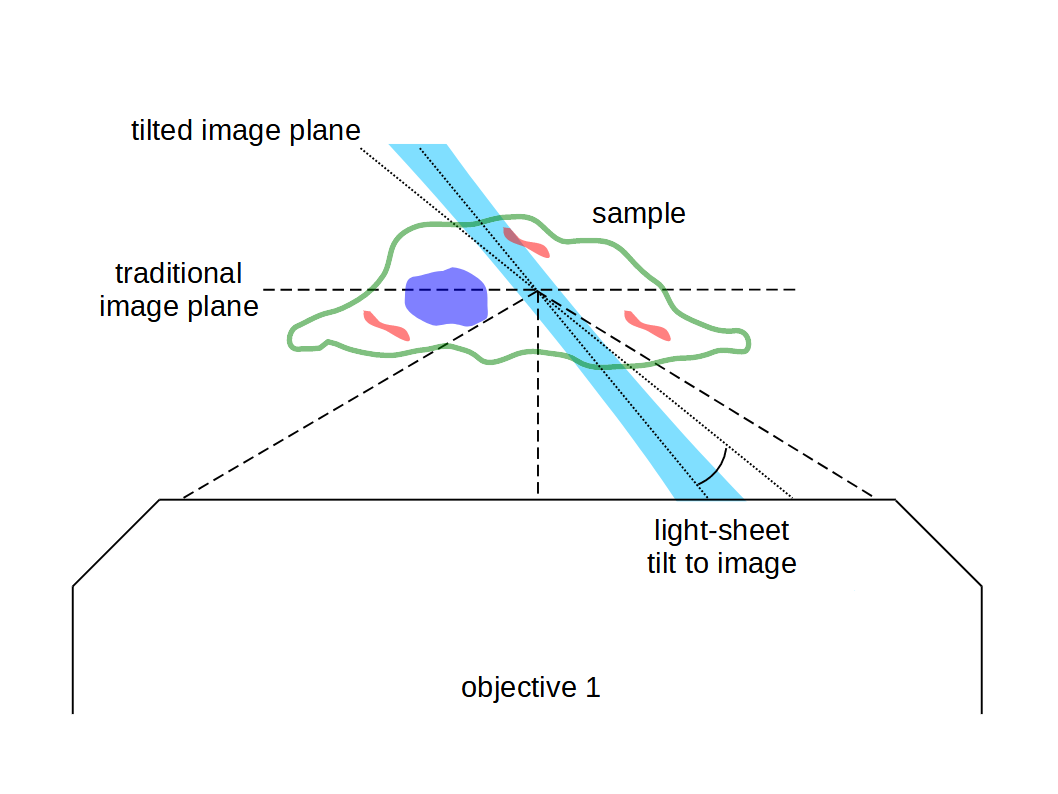 tilted image plane
sample
traditional
image plane
light-sheet
tilt to image
objective 1